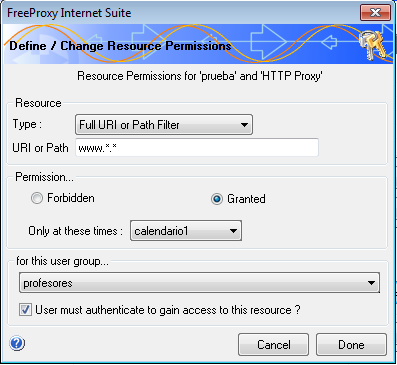 FreeProxy Internet Suite
Define / Change Resource Permissions
Resource Permissions for 'prueba' and 'HTTP Proxy'
Resource
Type : Full URI or Path Filter
URI or Path www.*.*
Permission...
Forbidden Granted
Only at these times : calendario1
for this user group...
profesores
User must authenticate to gain access to this resource ?
Cancel Done